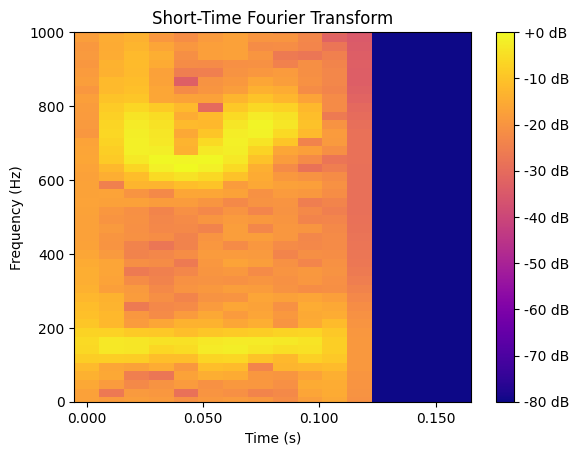 Short-Time Fourier Transform
1000
800
600
400
200
0
Frequency (Hz)
0.000
0.050
0.100
0.150
Time (s)
+0 dB
-10 dB
-20 dB
-30 dB
-40 dB
-50 dB
-60 dB
-70 dB
-80 dB